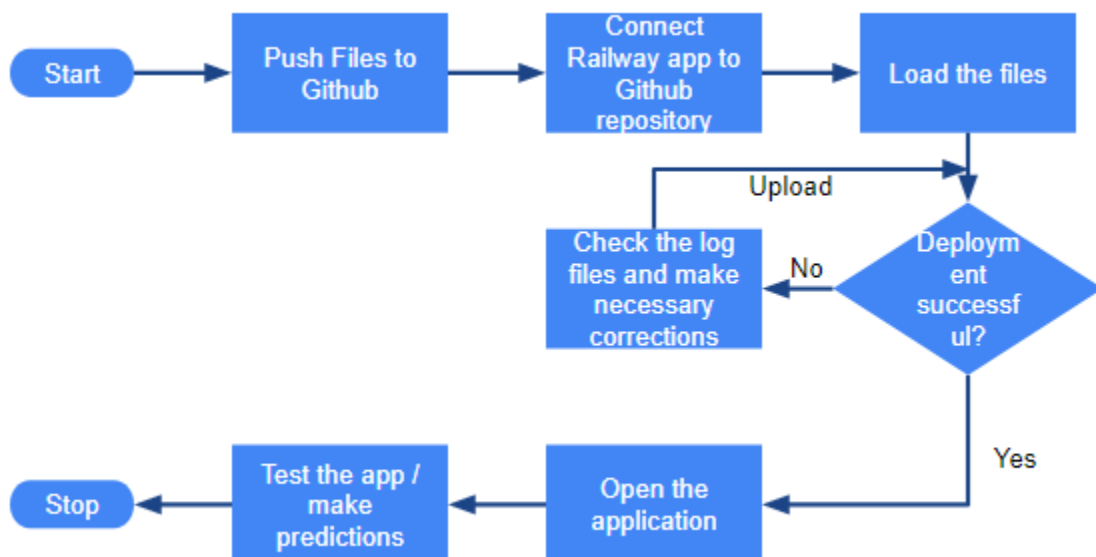 Start
Push Files to
Github
Connect
Railway app to
Github
repository
Load the files
Upload
Check the log
files and make
necessary
corrections
No
Deploym
ent
successf
ul?
Yes
Open the
application
Test the app /
make
predictions
Stop